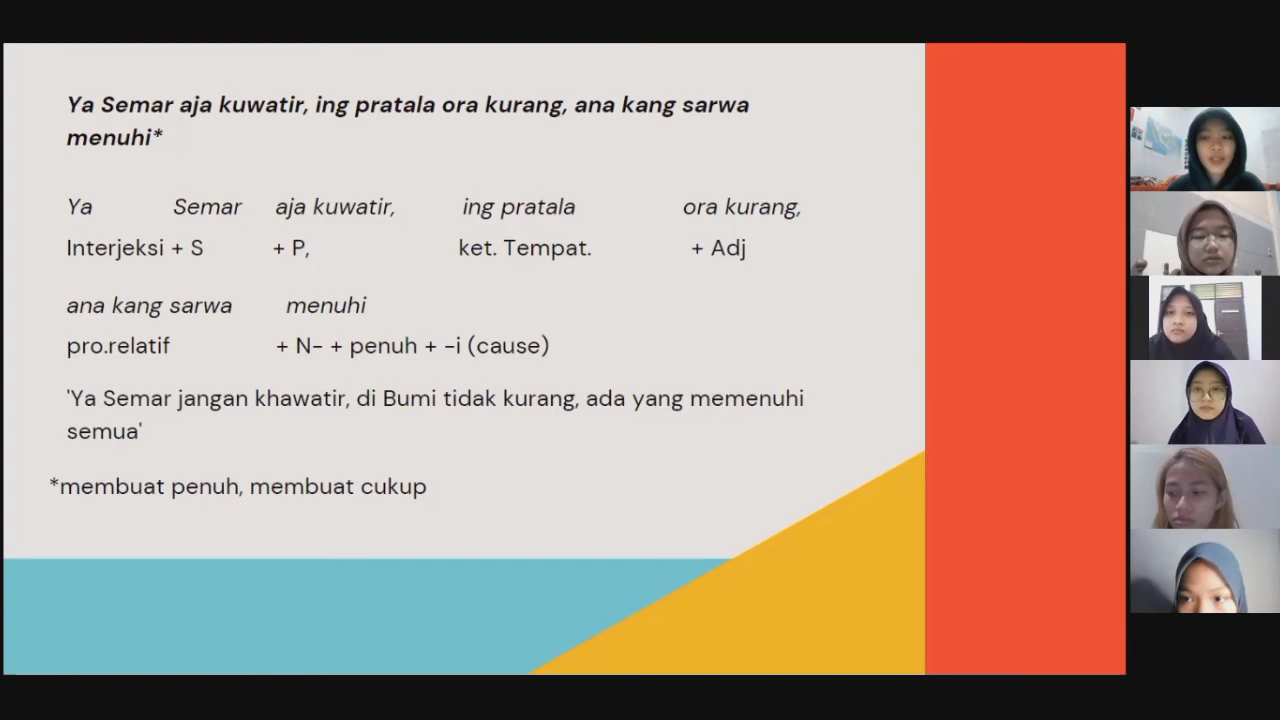 Ya Semar aja kuwatir, ing pratala ora kurang, ana kang sarwa
menuhi*
Ya Semar aja kuwatir, ing pratala ora kurang,
Interjeksi + S + P, ket. Tempat. + Adj
ana kang sarwa menuhi
pro.relatif + N- + penuh + -i (cause)
'Ya Semar jangan khawatir, di Bumi tidak kurang, ada yang memenuhi
semua'
*membuat penuh, membuat cukup